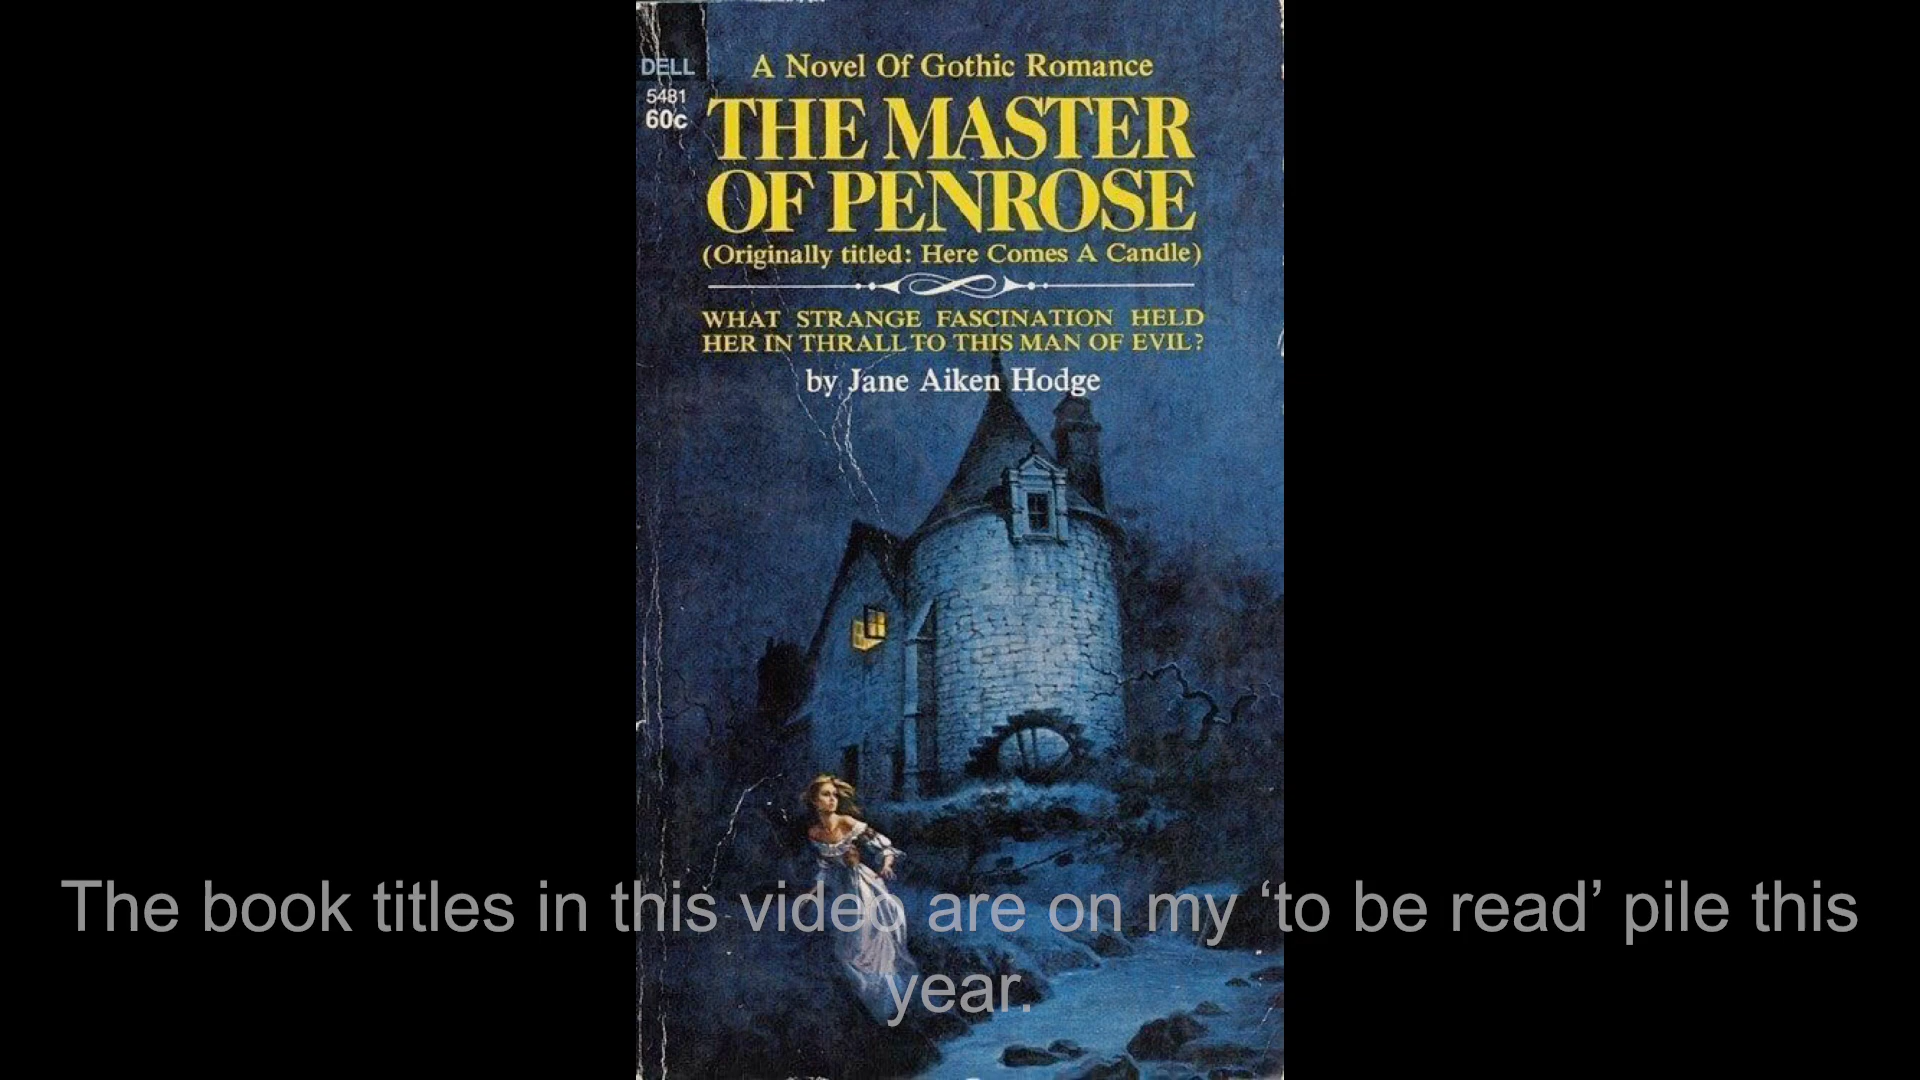 DELL
5481
60c
A Novel Of Gothic Romance
THE MASTER
OF PENROSE
(Originally titled: Here Comes A Candle)
WHAT STRANGE FASCINATION HELD
HER IN THRALL TO THIS MAN OF EVIL?
by Jane Aiken Hodge
The book titles in this video are on my ‘to be read’ pile this
year.